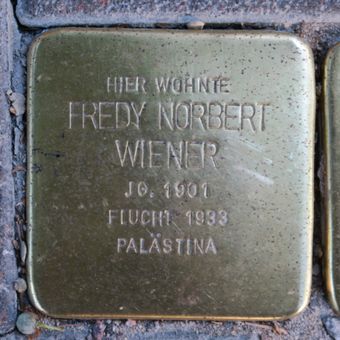 HIER WOHNTE
FREDY NORBERT
WIENER
JG. 1901
FLUCHT 1933
PALÄSTINA